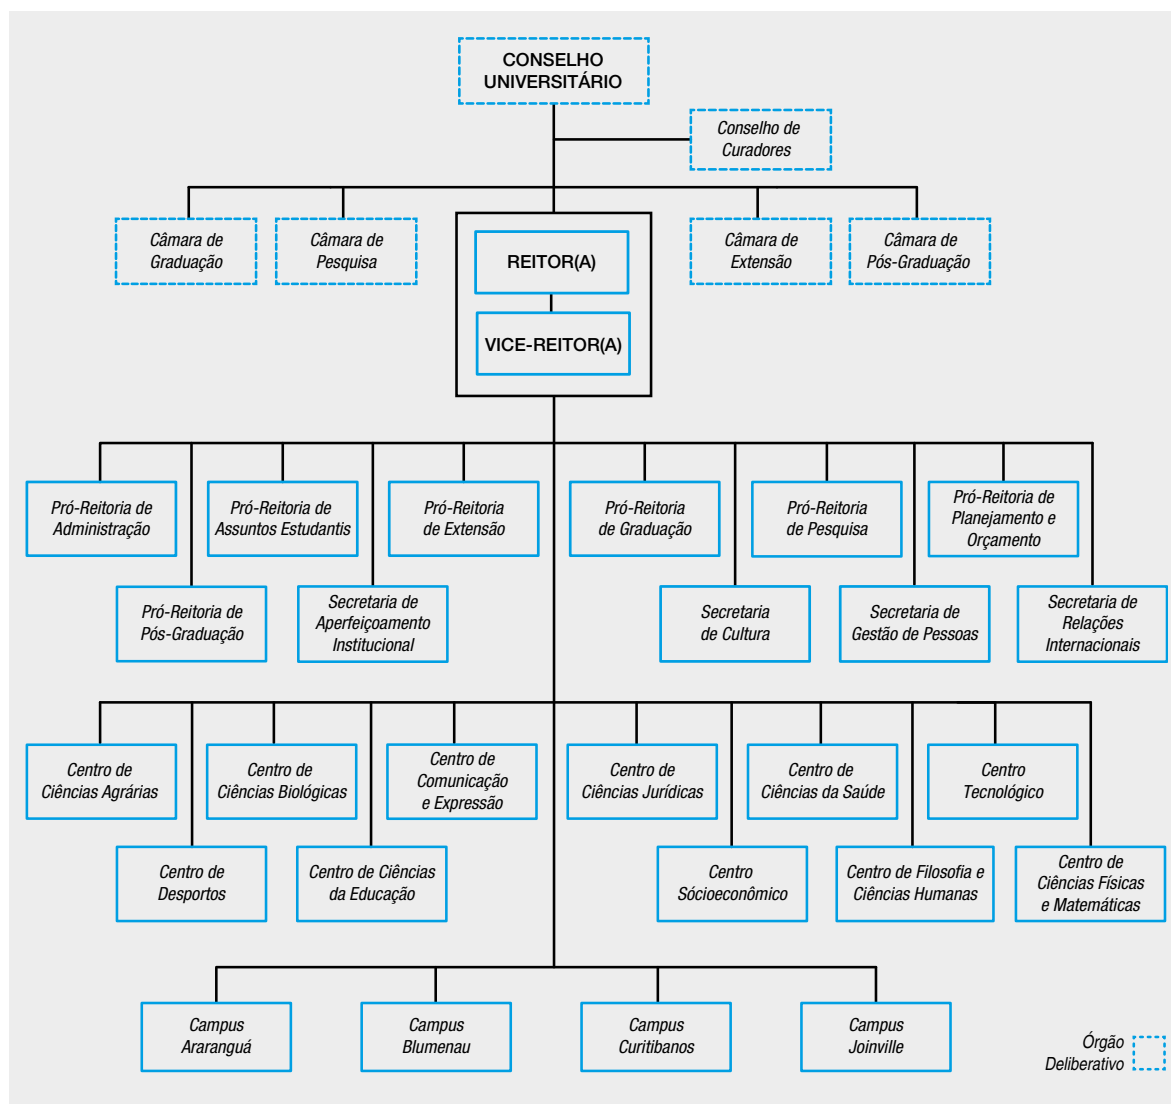 CONSELHO
UNIVERSITÁRIO
Conselho de
Curadores
Câmara de
Graduação
Câmara de
Pesquisa
Câmara de
Extensão
Câmara de
Pós-Graduação
REITOR(A)
VICE-REITOR(A)
Pró-Reitoria de
Administração
Pró-Reitoria de
Assuntos Estudantis
Pró-Reitoria
de Extensão
Pró-Reitoria
de Graduação
Pró-Reitoria
de Pesquisa
Pró-Reitoria de
Planejamento e
Orçamento
Pró-Reitoria de
Pós-Graduação
Secretaria de
Aperfeiçoamento
Institucional
Secretaria
de Cultura
Secretaria de
Gestão de Pessoas
Secretaria de
Relações
Internacionais
Centro de
Ciências Agrárias
Centro de
Ciências Biológicas
Centro de
Comunicação
e Expressão
Centro de
Ciências Jurídicas
Centro de
Ciências da Saúde
Centro
Tecnológico
Centro de
Desportos
Centro de Ciências
da Educação
Centro
Sócioeconômico
Centro de Filosofia e
Ciências Humanas
Centro de
Ciências Físicas
e Matemáticas
Campus
Araranguá
Campus
Blumenau
Campus
Curitibanos
Campus
Joinville
Órgão
Deliberativo